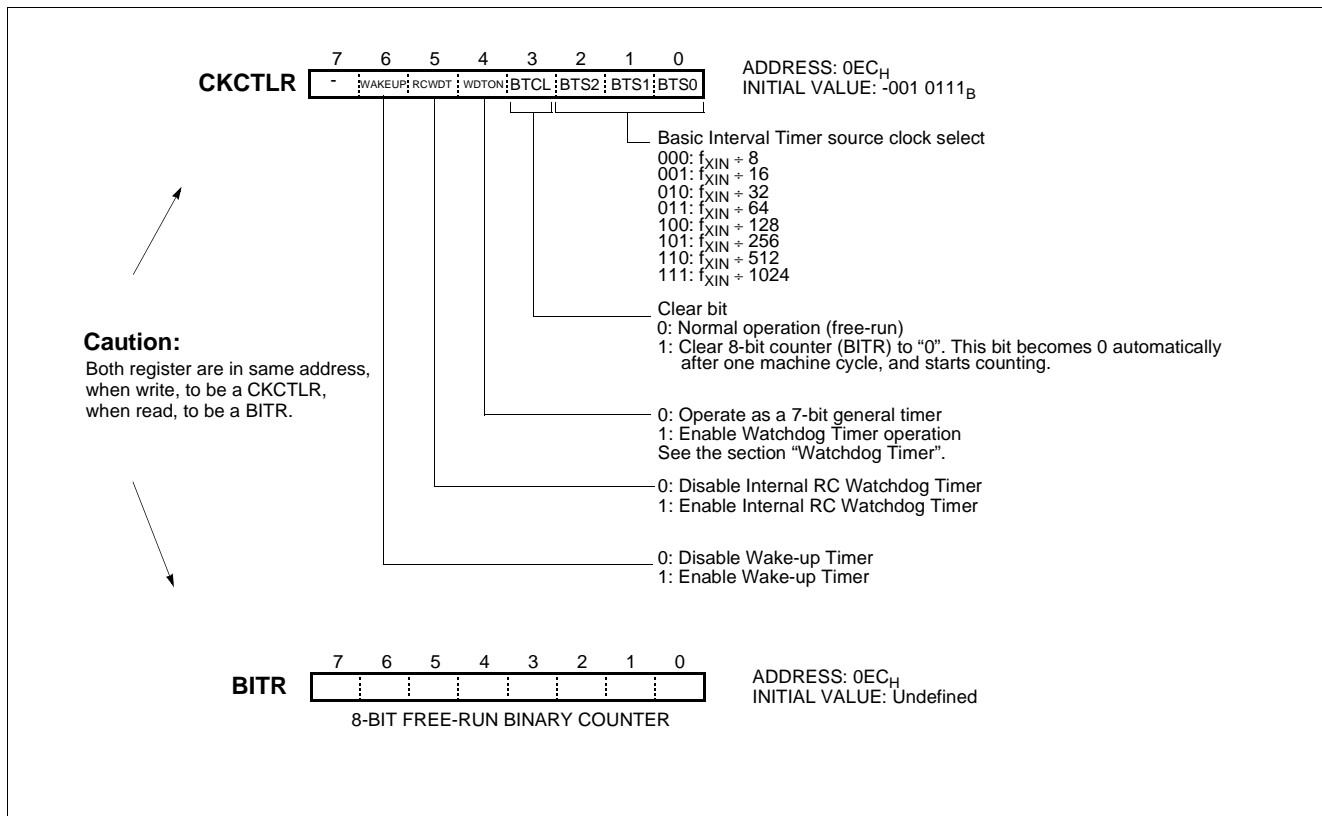 7 6 5 4 3 2 1 0
CKCTLR - WAKEUP RCWDT WDTON BTCL BTS2 BTS1 BTS0
ADDRESS: 0ECH
INITIAL VALUE: -001 0111B
Basic Interval Timer source clock select
000: fXIN ÷ 8
001: fXIN ÷ 16
010: fXIN ÷ 32
011: fXIN ÷ 64
100: fXIN ÷ 128
101: fXIN ÷ 256
110: fXIN ÷ 512
111: fXIN ÷ 1024
Clear bit
0: Normal operation (free-run)
1: Clear 8-bit counter (BITR) to “0”. This bit becomes 0 automatically
after one machine cycle, and starts counting.
Caution:
Both register are in same address,
when write, to be a CKCTLR,
when read, to be a BITR.
0: Operate as a 7-bit general timer
1: Enable Watchdog Timer operation
See the section “Watchdog Timer”.
0: Disable Internal RC Watchdog Timer
1: Enable Internal RC Watchdog Timer
0: Disable Wake-up Timer
1: Enable Wake-up Timer
7 6 5 4 3 2 1 0
BITR
ADDRESS: 0ECH
INITIAL VALUE: Undefined
8-BIT FREE-RUN BINARY COUNTER